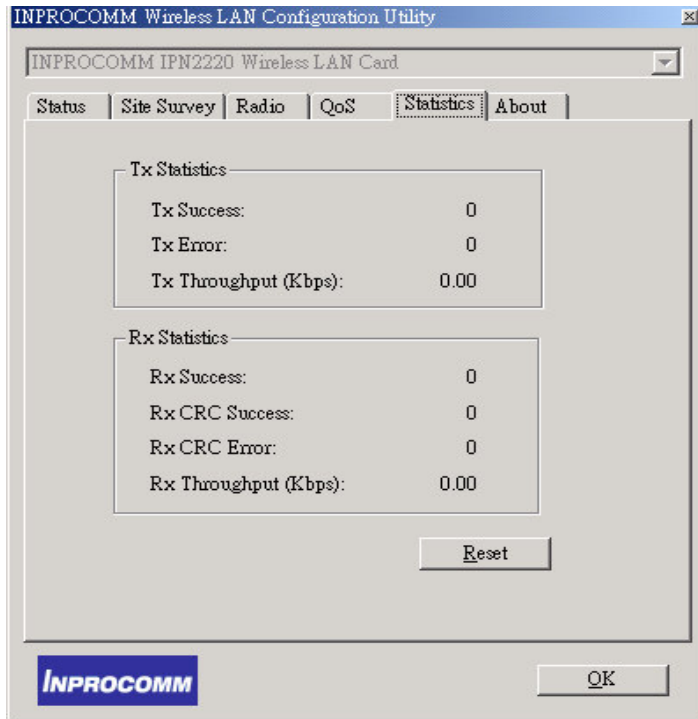 INPROCOMM Wireless LAN Configuration Utility
INPROCOMM IPN2220 Wireless LAN Card
Status Site Survey Radio QoS Statistics About
Tx Statistics
Tx Success: 0
Tx Error: 0
Tx Throughput (Kbps): 0.00
Rx Statistics
Rx Success: 0
Rx CRC Success: 0
Rx CRC Error: 0
Rx Throughput (Kbps): 0.00
Reset
INPROCOMM
OK